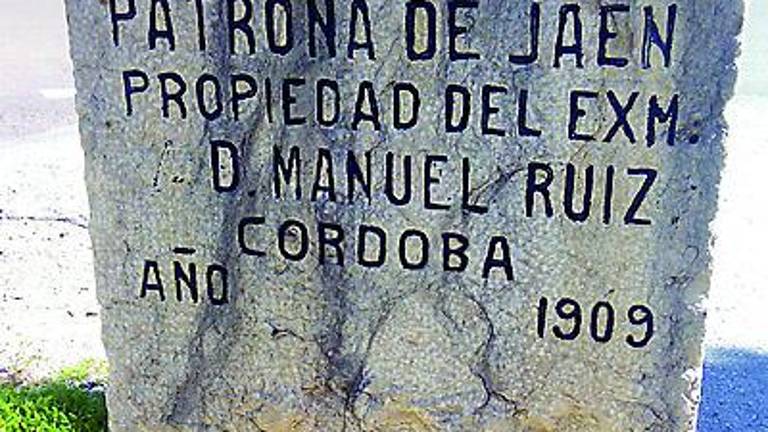 PATRONA DE JAEN
PROPIEDAD DEL EXM.
D. MANUEL RUIZ
CORDOBA
AÑO 1909